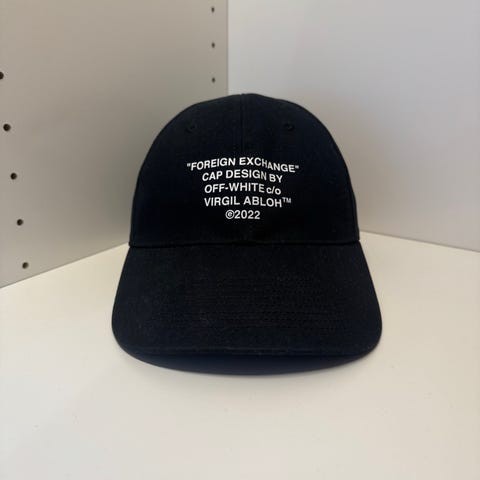 "FOREIGN EXCHANGE"
CAP DESIGN BY
OFF-WHITE c/o
VIRGIL ABLOH™
©2022